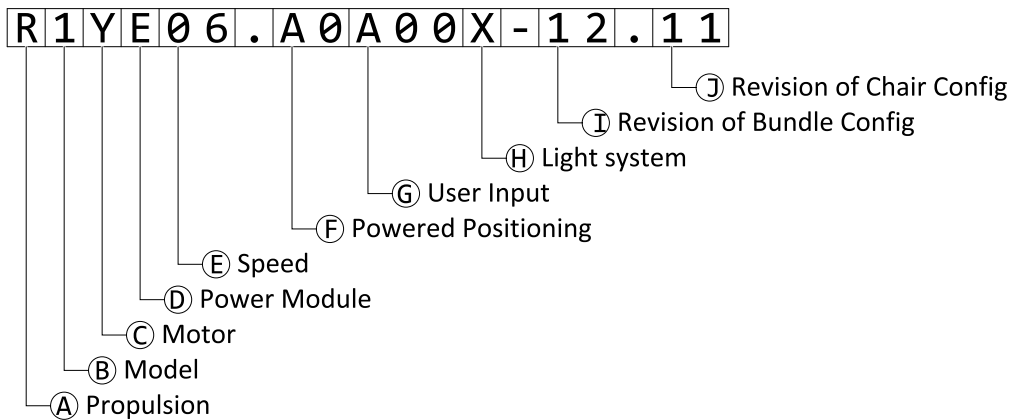 R1YE06.A0A00X-12.11
J Revision of Chair Config
I Revision of Bundle Config
H Light system
G User Input
F Powered Positioning
E Speed
D Power Module
C Motor
B Model
A Propulsion